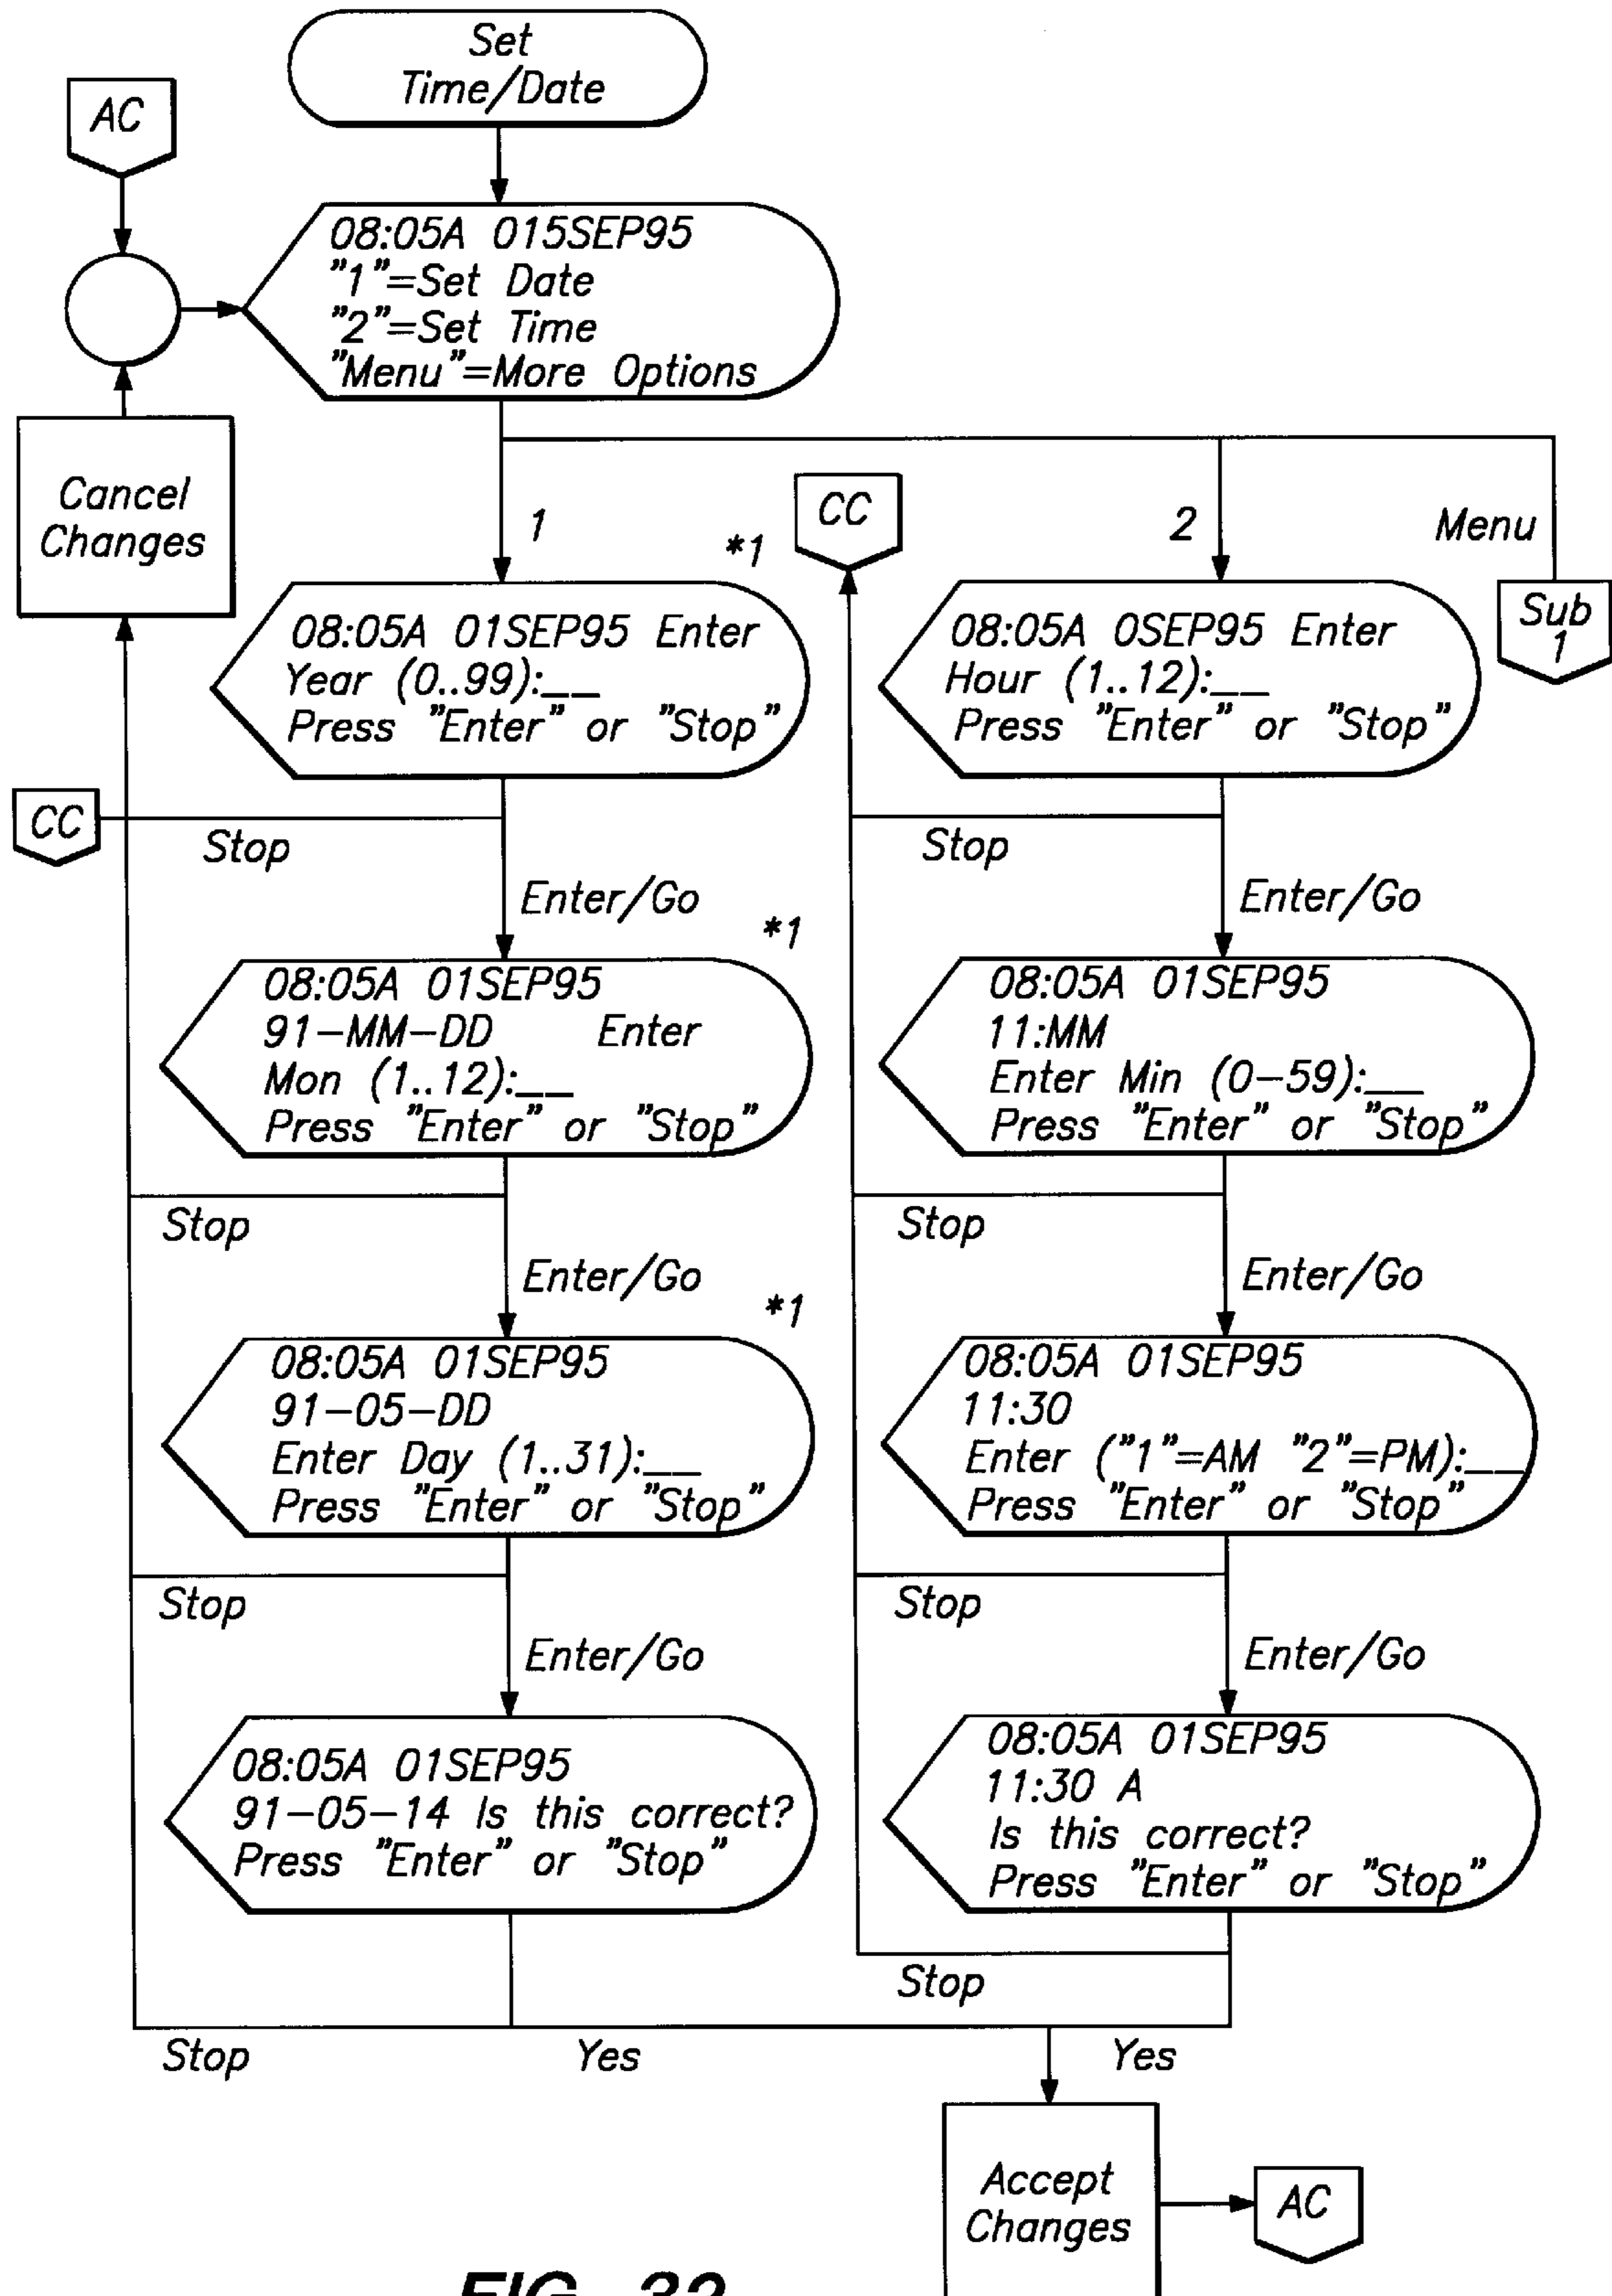 Set
Time/Date
AC
08:05A 015SEP95
"1"=Set Date
"2"=Set Time
"Menu"=More Options
Cancel
Changes
1
*1
CC
2
Menu
08:05A 01SEP95 Enter
Year (0..99):__
Press "Enter" or "Stop"
08:05A 0SEP95 Enter
Hour (1..12):__
Press "Enter" or "Stop"
Sub
1
CC
Stop
Stop
Enter/Go
Enter/Go
*1
08:05A 01SEP95
91-MM-DD Enter
Mon (1..12):__
Press "Enter" or "Stop"
08:05A 01SEP95
11:MM
Enter Min (0-59):__
Press "Enter" or "Stop"
Stop
Stop
Enter/Go
Enter/Go
*1
08:05A 01SEP95
91-05-DD
Enter Day (1..31):__
Press "Enter" or "Stop"
08:05A 01SEP95
11:30
Enter ("1"=AM "2"=PM):__
Press "Enter" or "Stop"
Stop
Stop
Enter/Go
Enter/Go
08:05A 01SEP95
91-05-14 Is this correct?
Press "Enter" or "Stop"
08:05A 01SEP95
11:30 A
Is this correct?
Press "Enter" or "Stop"
Stop
Stop
Yes
Yes
Accept
Changes
AC
FIG. 32